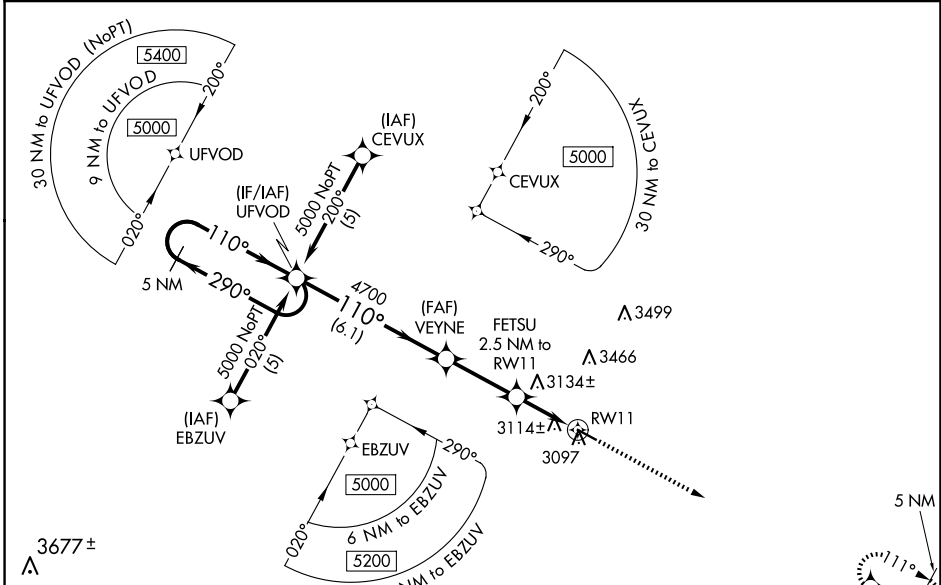 30 NM to UFVOD (NoPT)
5400
9 NM to UFVOD
5000
200°
UFVOD
020°
(IAF)
CEVUX
5000 NoPT
200°
(5)
(IF/IAF)
UFVOD
110°
290°
5 NM
5000 NoPT
020°
(5)
(IAF)
EBZUV
4700
110°
(6.1)
(FAF)
VEYNE
FETSU
2.5 NM to
RW11
200°
CEVUX
5000
30 NM to CEVUX
290°
3499
3466
3134±
3114±
RW11
3097
EBZUV
290°
020°
5000
6 NM to EBZUV
5200
NM to EBZUV
3677±
5 NM
111°